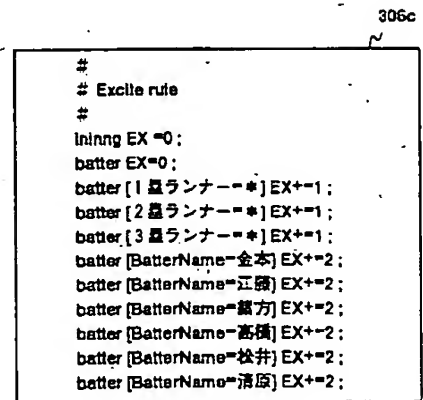 306c
#
# Excite rule
#
Ininng EX =0 ;
batter EX=0 ;
batter [1塁ランナー=*] EX+=1 ;
batter [2塁ランナー=*] EX+=1 ;
batter [3塁ランナー=*] EX+=1 ;
batter [BatterName=金本] EX+=2 ;
batter [BatterName=江藤] EX+=2 ;
batter [BatterName=緒方] EX+=2 ;
batter [BatterName=高橋] EX+=2 ;
batter [BatterName=松井] EX+=2 ;
batter [BatterName=清原] EX+=2 ;